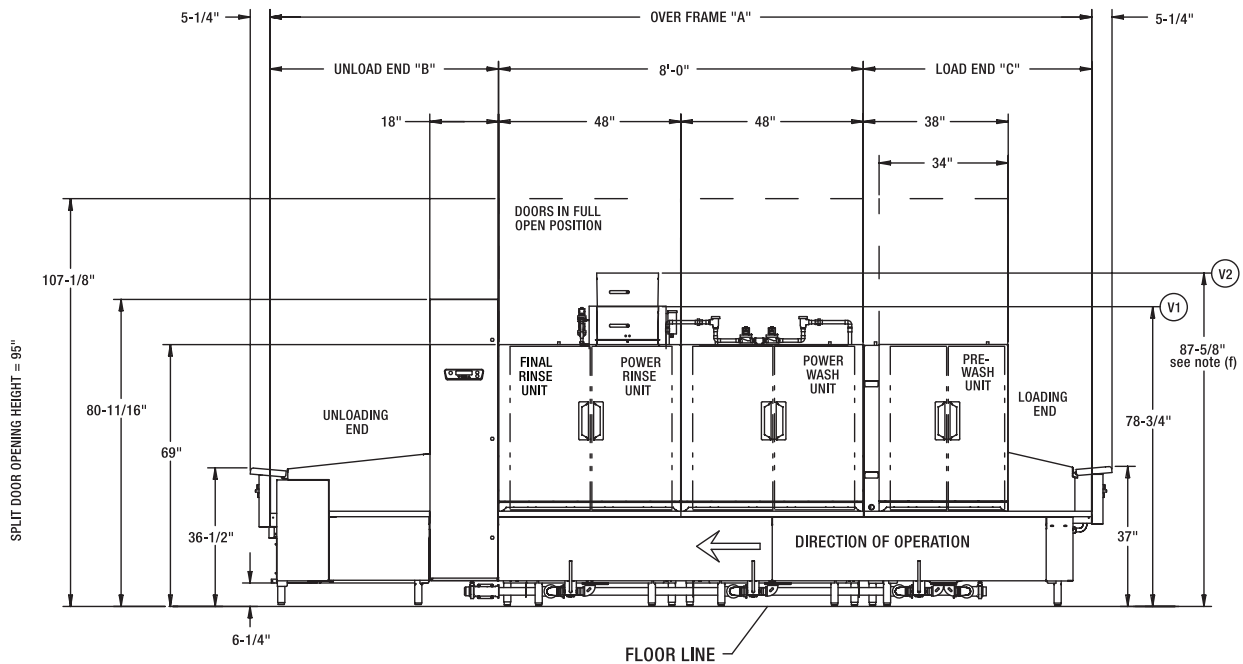 5-1/4"
OVER FRAME "A"
5-1/4"
UNLOAD END "B"
8'-0"
LOAD END "C"
18"
48"
48"
38"
34"
DOORS IN FULL
OPEN POSITION
107-1/8"
V2
V1
87-5/8"
see note (f)
FINAL
RINSE
UNIT
POWER
RINSE
UNIT
POWER
WASH
UNIT
PRE-
WASH
UNIT
LOADING
END
80-11/16"
UNLOADING
END
78-3/4"
69"
SPLIT DOOR OPENING HEIGHT = 95"
36-1/2"
DIRECTION OF OPERATION
37"
6-1/4"
FLOOR LINE